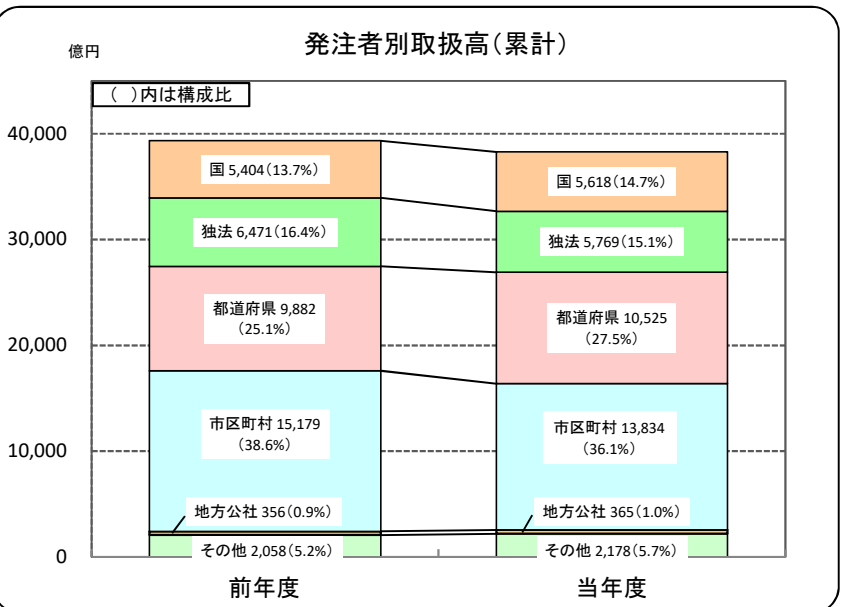 発注者別取扱高(累計)
億円
( )内は構成比
40,000
30,000
20,000
10,000
0
国 5,404(13.7%)
独法 6,471(16.4%)
都道府県 9,882
(25.1%)
市区町村 15,179
(38.6%)
地方公社 356(0.9%)
その他 2,058(5.2%)
国 5,618(14.7%)
独法 5,769(15.1%)
都道府県 10,525
(27.5%)
市区町村 13,834
(36.1%)
地方公社 365(1.0%)
その他 2,178(5.7%)
前年度
当年度